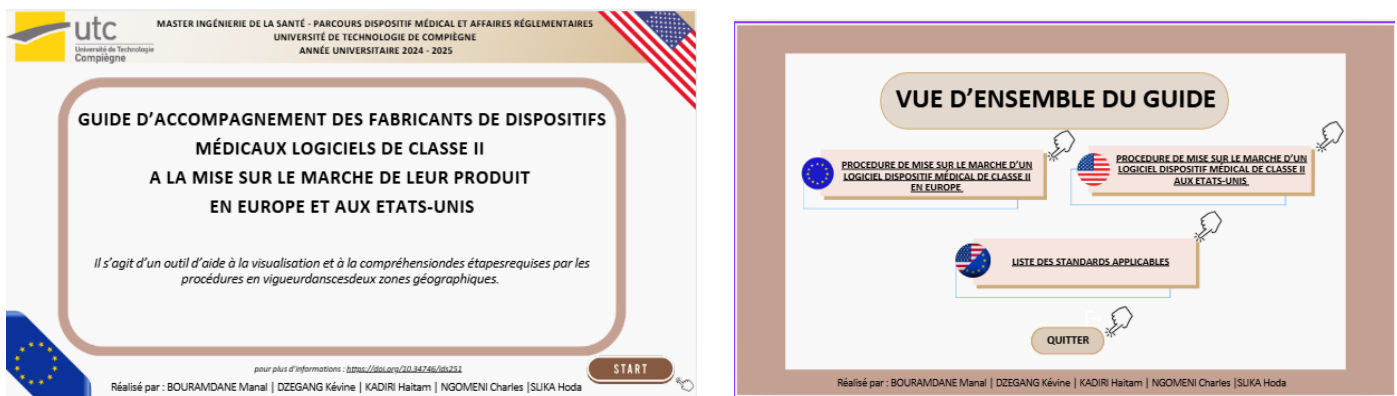 utc
Université de Technologie
Compiègne
MASTER INGÉNIERIE DE LA SANTÉ - PARCOURS DISPOSITIF MÉDICAL ET AFFAIRES RÉGLEMENTAIRES
UNIVERSITÉ DE TECHNOLOGIE DE COMPIÈGNE
ANNÉE UNIVERSITAIRE 2024 - 2025
GUIDE D’ACCOMPAGNEMENT DES FABRICANTS DE DISPOSITIFS
MÉDICAUX LOGICIELS DE CLASSE II
A LA MISE SUR LE MARCHE DE LEUR PRODUIT
EN EUROPE ET AUX ETATS-UNIS
Il s’agit d’un outil d’aide à la visualisation et à la compréhensiondes étapesrequises par les
procédures en vigueurdanscesdeux zones géographiques.
pour plus d’informations : https://doi.org/10.34746/ids251
START
Réalisé par : BOURAMDANE Manal | DZEGANG Kévine | KADIRI Haitam | NGOMENI Charles |SLIKA Hoda
VUE D’ENSEMBLE DU GUIDE
PROCEDURE DE MISE SUR LE MARCHE D’UN
LOGICIEL DISPOSITIF MÉDICAL DE CLASSE II
EN EUROPE
PROCEDURE DE MISE SUR LE MARCHE D’UN
LOGICIEL DISPOSITIF MÉDICAL DE CLASSE II
AUX ETATS-UNIS
LISTE DES STANDARDS APPLICABLES
QUITTER
Réalisé par : BOURAMDANE Manal | DZEGANG Kévine | KADIRI Haitam | NGOMENI Charles |SLIKA Hoda